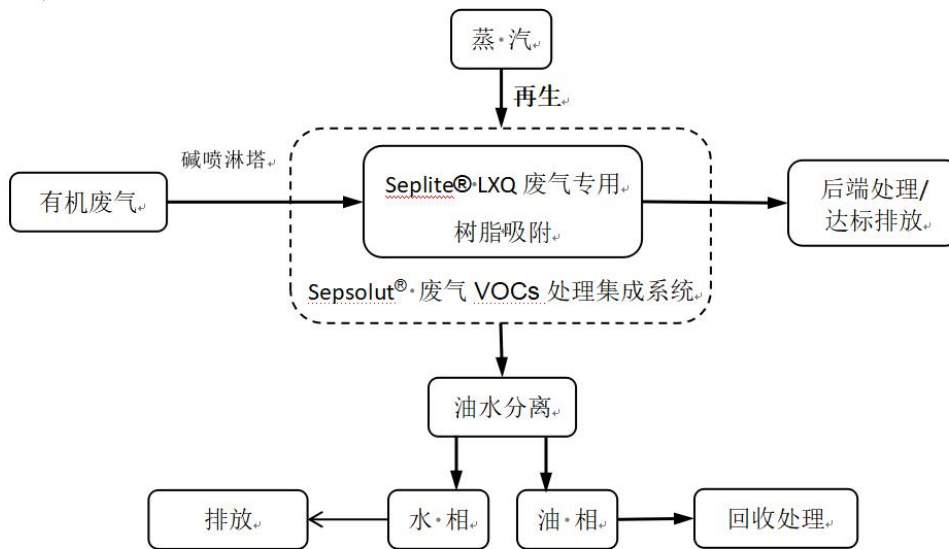 蒸·汽
再生
碱喷淋塔
有机废气
Seplite®·LXQ 废气专用
树脂吸附
后端处理/
达标排放
Sepsolut®·废气 VOCs 处理集成系统
油水分离
排放
水·相
油·相
回收处理